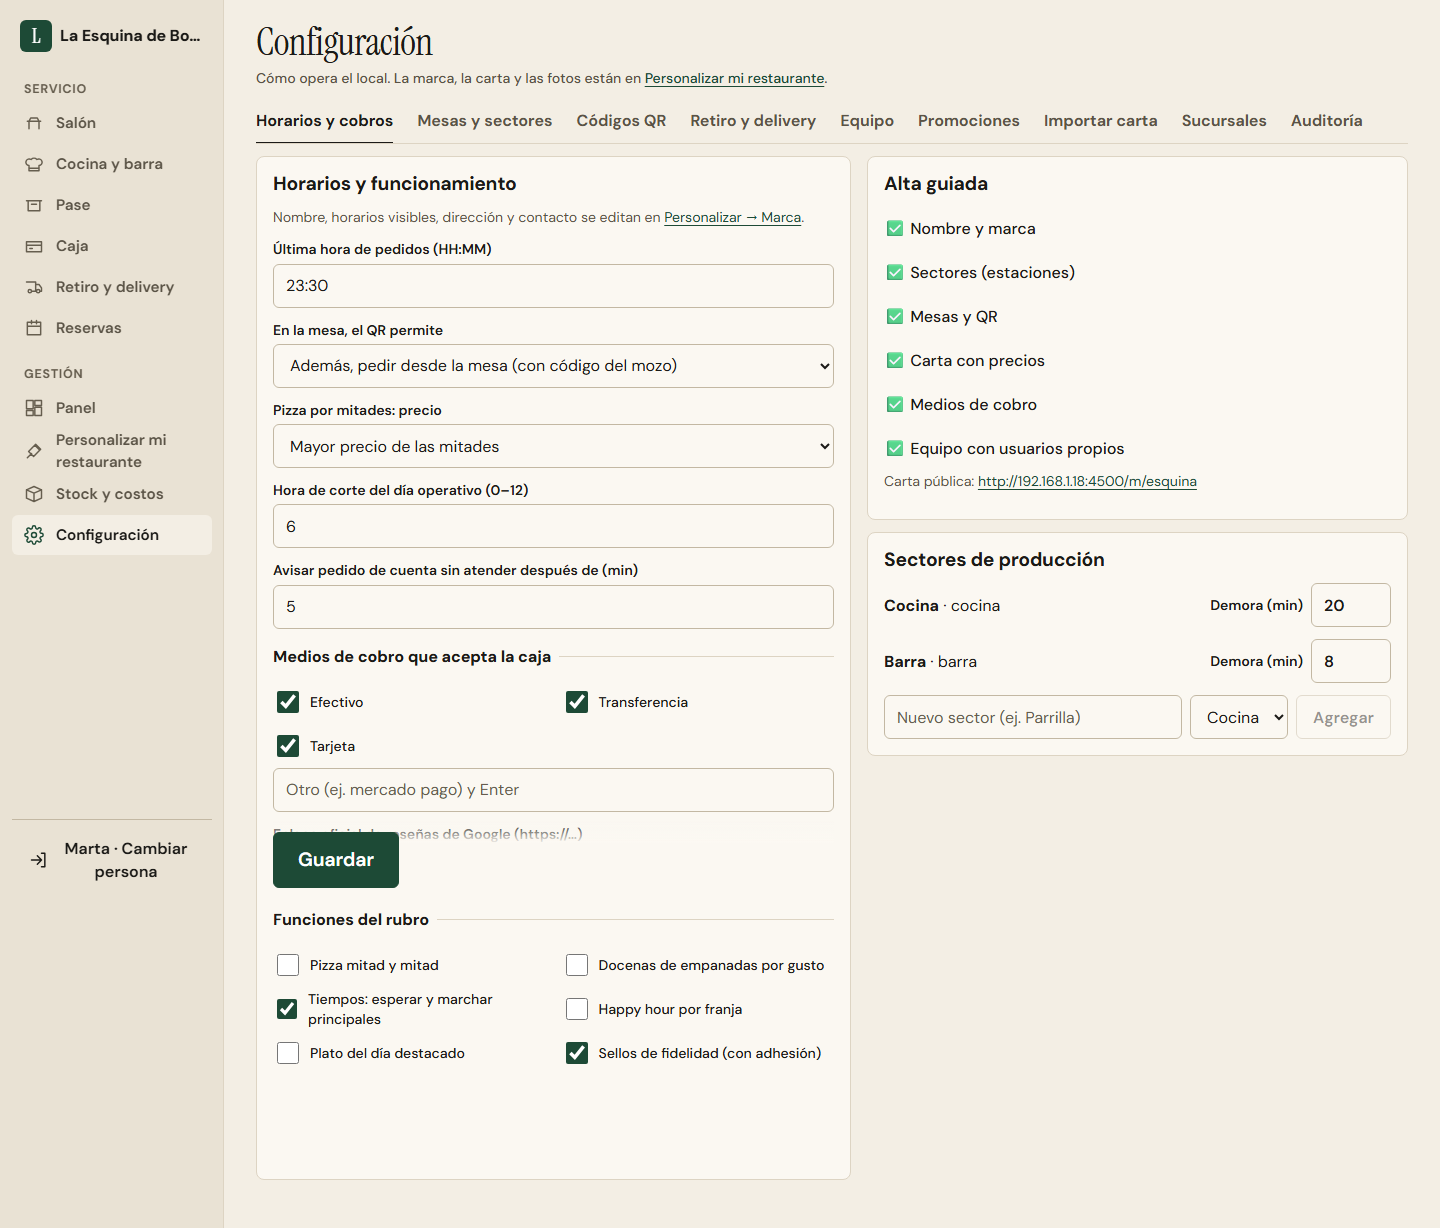 L La Esquina de Bo...
SERVICIO
Salón
Cocina y barra
Pase
Caja
Retiro y delivery
Reservas
GESTIÓN
Panel
Personalizar mi
restaurante
Stock y costos
Configuración
Marta · Cambiar
persona
Configuración
Cómo opera el local. La marca, la carta y las fotos están en Personalizar mi restaurante.
Horarios y cobros Mesas y sectores Códigos QR Retiro y delivery Equipo Promociones Importar carta Sucursales Auditoría
Horarios y funcionamiento
Nombre, horarios visibles, dirección y contacto se editan en Personalizar → Marca.
Última hora de pedidos (HH:MM)
23:30
En la mesa, el QR permite
Además, pedir desde la mesa (con código del mozo)
Pizza por mitades: precio
Mayor precio de las mitades
Hora de corte del día operativo (0–12)
6
Avisar pedido de cuenta sin atender después de (min)
5
Medios de cobro que acepta la caja
Efectivo Transferencia
Tarjeta
Otro (ej. mercado pago) y Enter
señas de Google (https://…)
Guardar
Funciones del rubro
Pizza mitad y mitad Docenas de empanadas por gusto
Tiempos: esperar y marchar
principales
Happy hour por franja
Plato del día destacado Sellos de fidelidad (con adhesión)
Alta guiada
Nombre y marca
Sectores (estaciones)
Mesas y QR
Carta con precios
Medios de cobro
Equipo con usuarios propios
Carta pública: http://192.168.1.18:4500/m/esquina
Sectores de producción
Cocina · cocina Demora (min) 20
Barra · barra Demora (min) 8
Nuevo sector (ej. Parrilla) Cocina Agregar